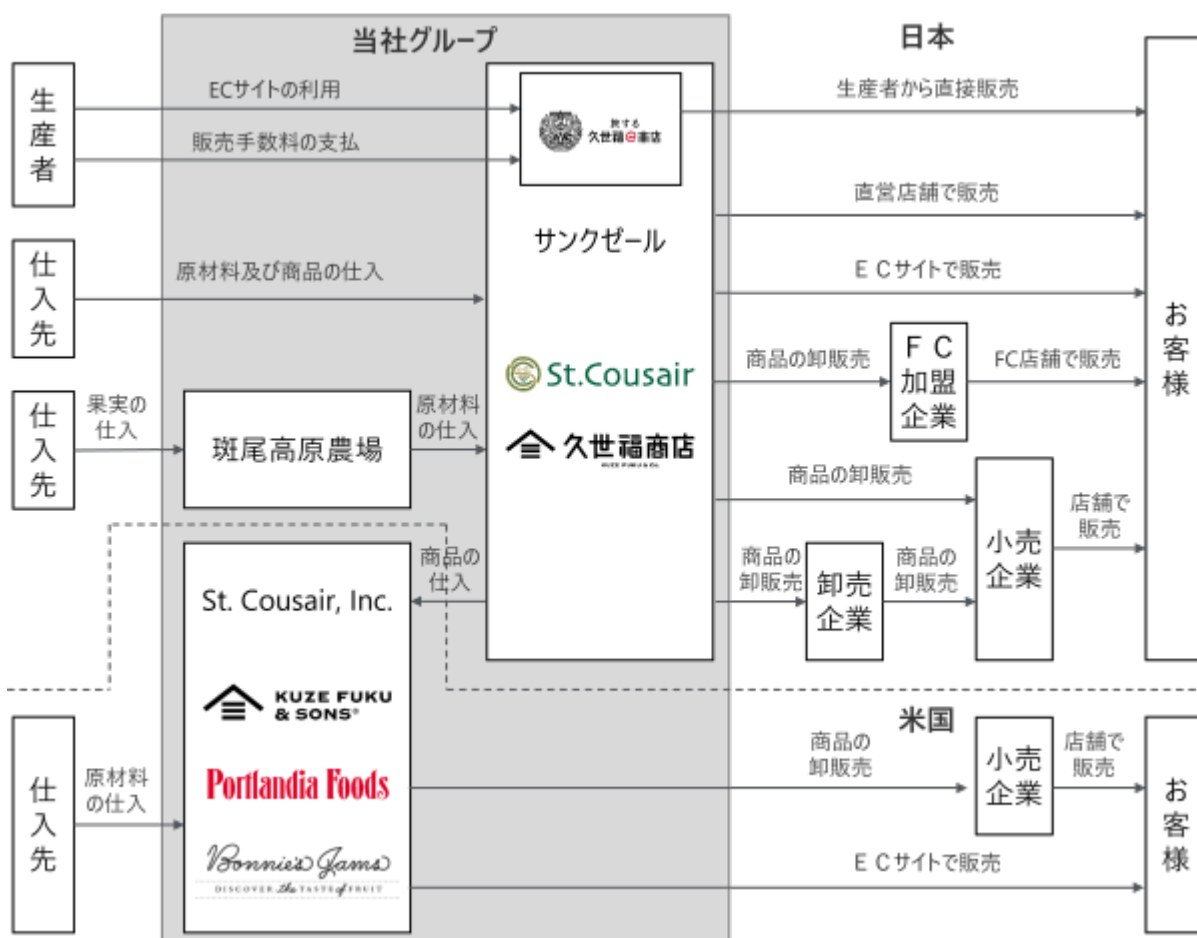 当社グループ
日本
生産者
ECサイトの利用
販売手数料の支払
旅する
久世福e商店
生産者から直接販売
直営店舗で販売
サンクゼール
仕入先
原材料及び商品の仕入
ＥＣサイトで販売
お客様
St.Cousair
商品の卸販売
ＦＣ
加盟
企業
FC店舗で販売
仕入先
果実の
仕入
斑尾高原農場
原材料
の仕入
久世福商店
KUZE FUKU & CO.
商品の卸販売
小売
企業
店舗で
販売
商品の
仕入
商品の
卸販売
卸売
企業
商品の
卸販売
St. Cousair, Inc.
KUZE FUKU
& SONS®
米国
仕入先
原材料
の仕入
Portlandia Foods
商品の
卸販売
小売
企業
店舗で
販売
お客様
Bonnie's Jams
DISCOVER the TASTE of FRUIT
ＥＣサイトで販売